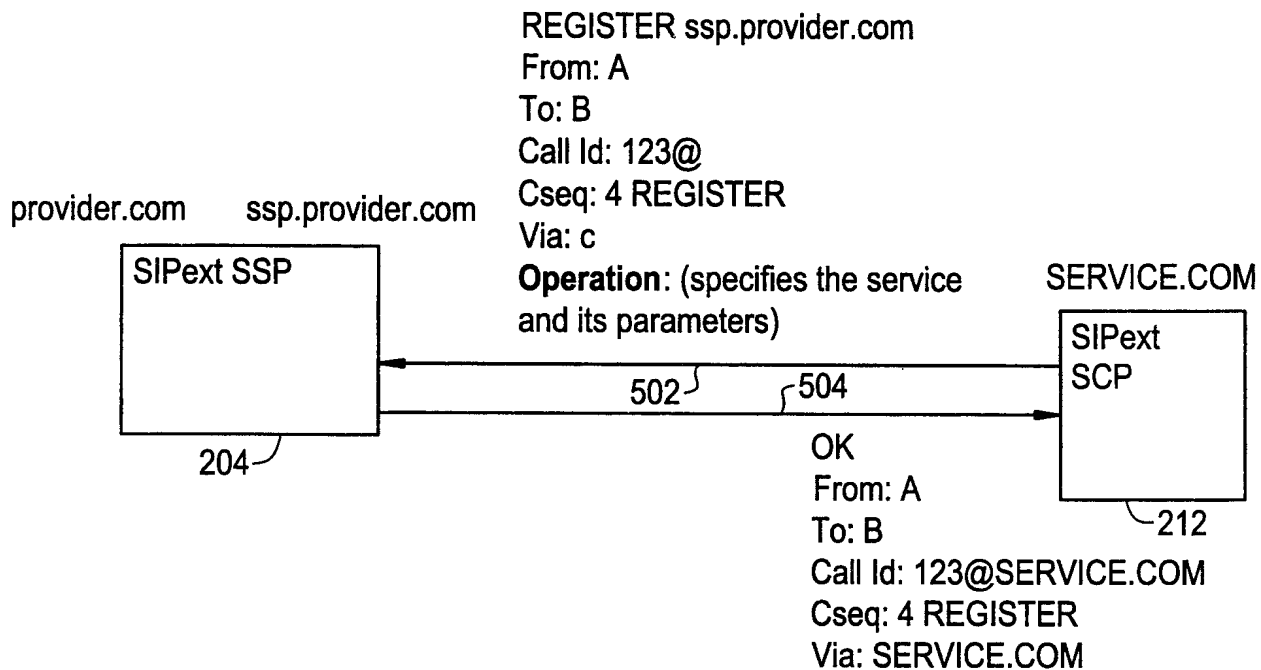 REGISTER ssp.provider.com
From: A
To: B
Call Id: 123@
Cseq: 4 REGISTER
Via: c
Operation: (specifies the service
and its parameters)
provider.com
ssp.provider.com
SIPext SSP
204
SERVICE.COM
SIPext
SCP
212
502
504
OK
From: A
To: B
Call Id: 123@SERVICE.COM
Cseq: 4 REGISTER
Via: SERVICE.COM